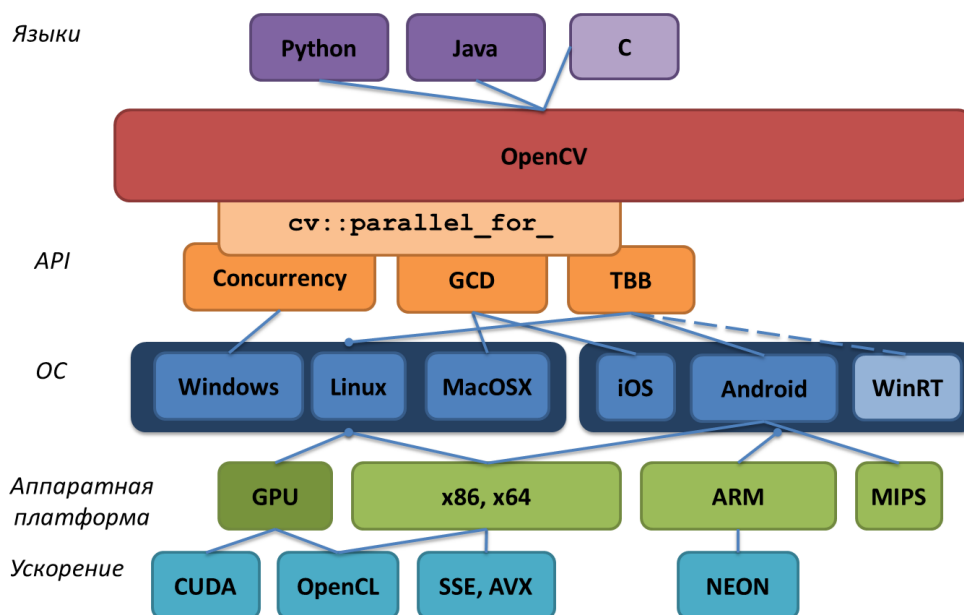 Языки
Python
Java
C
OpenCV
cv::parallel_for_
API
Concurrency
GCD
TBB
ОС
Windows
Linux
MacOSX
iOS
Android
WinRT
Аппаратная
платформа
GPU
x86, x64
ARM
MIPS
Ускорение
CUDA
OpenCL
SSE, AVX
NEON